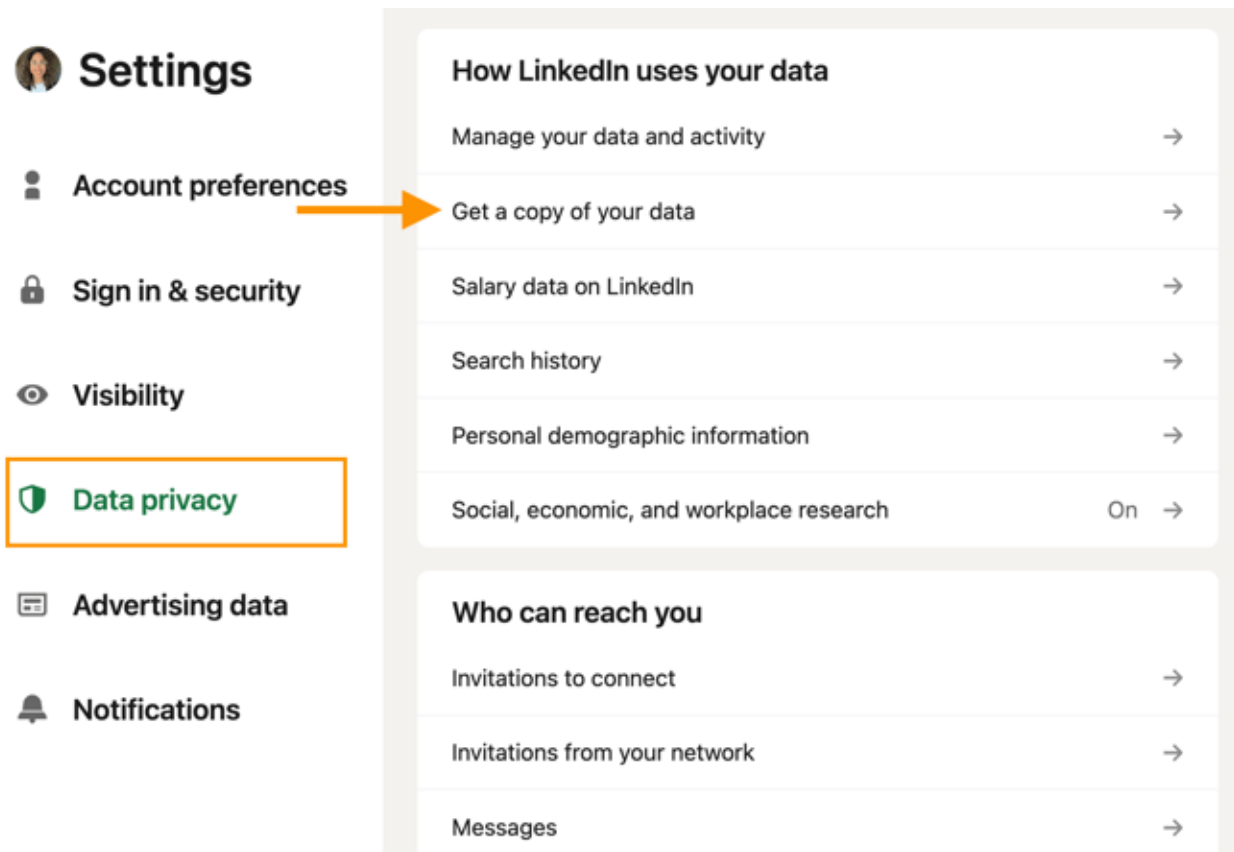 Settings
Account preferences
Sign in & security
Visibility
Data privacy
Advertising data
Notifications
How LinkedIn uses your data
Manage your data and activity
Get a copy of your data
Salary data on LinkedIn
Search history
Personal demographic information
Social, economic, and workplace research On
Who can reach you
Invitations to connect
Invitations from your network
Messages